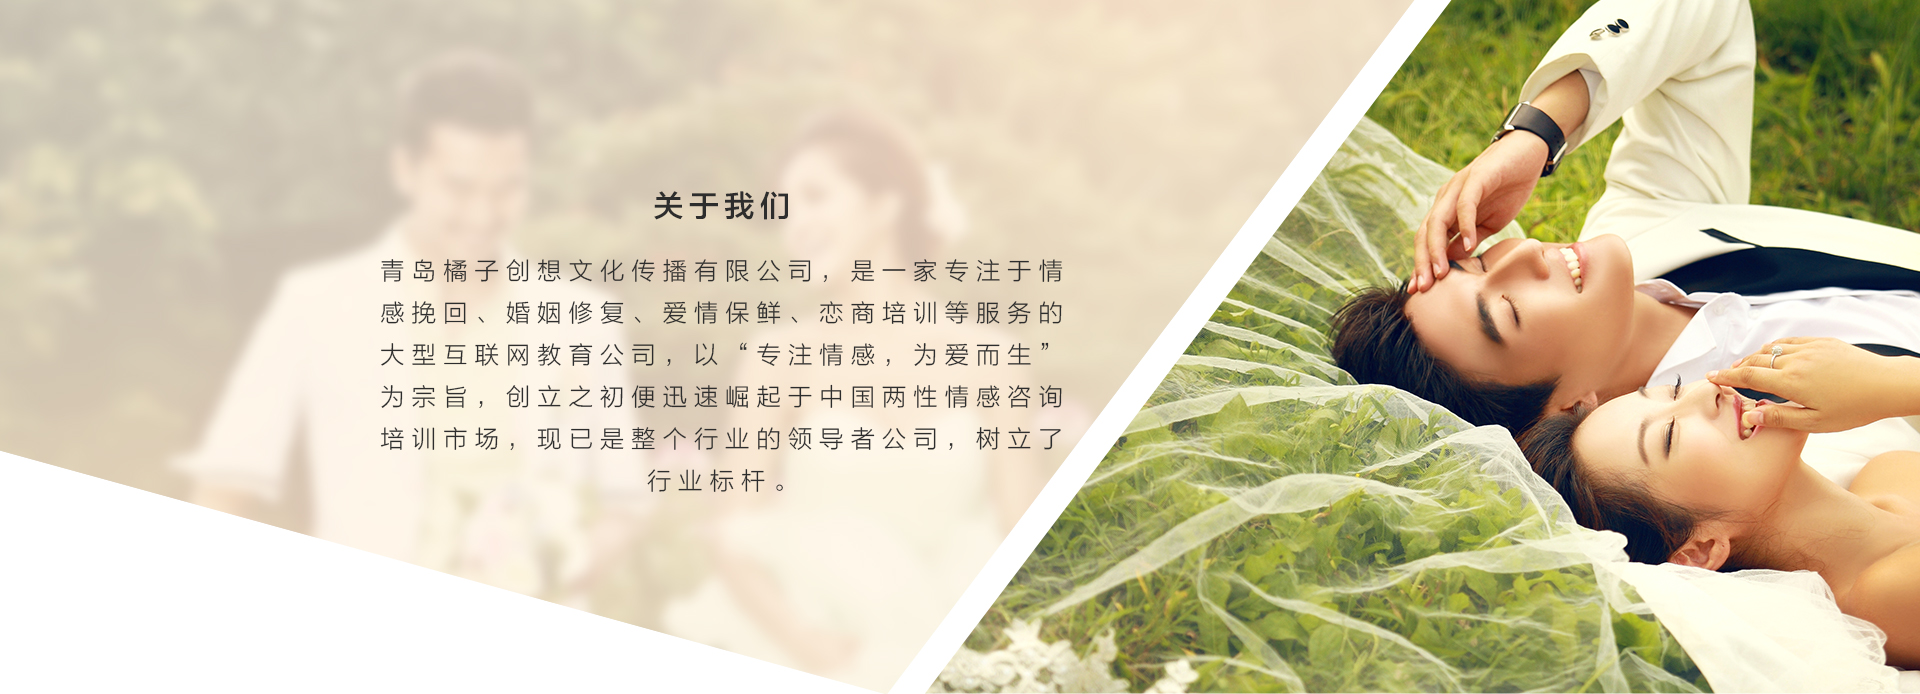 关于我们
青岛橘子创想文化传播有限公司，是一家专注于情
感挽回、婚姻修复、爱情保鲜、恋商培训等服务的
大型互联网教育公司，以“专注情感，为爱而生”
为宗旨，创立之初便迅速崛起于中国两性情感咨询
培训市场，现已是整个行业的领导者公司，树立了
行业标杆。